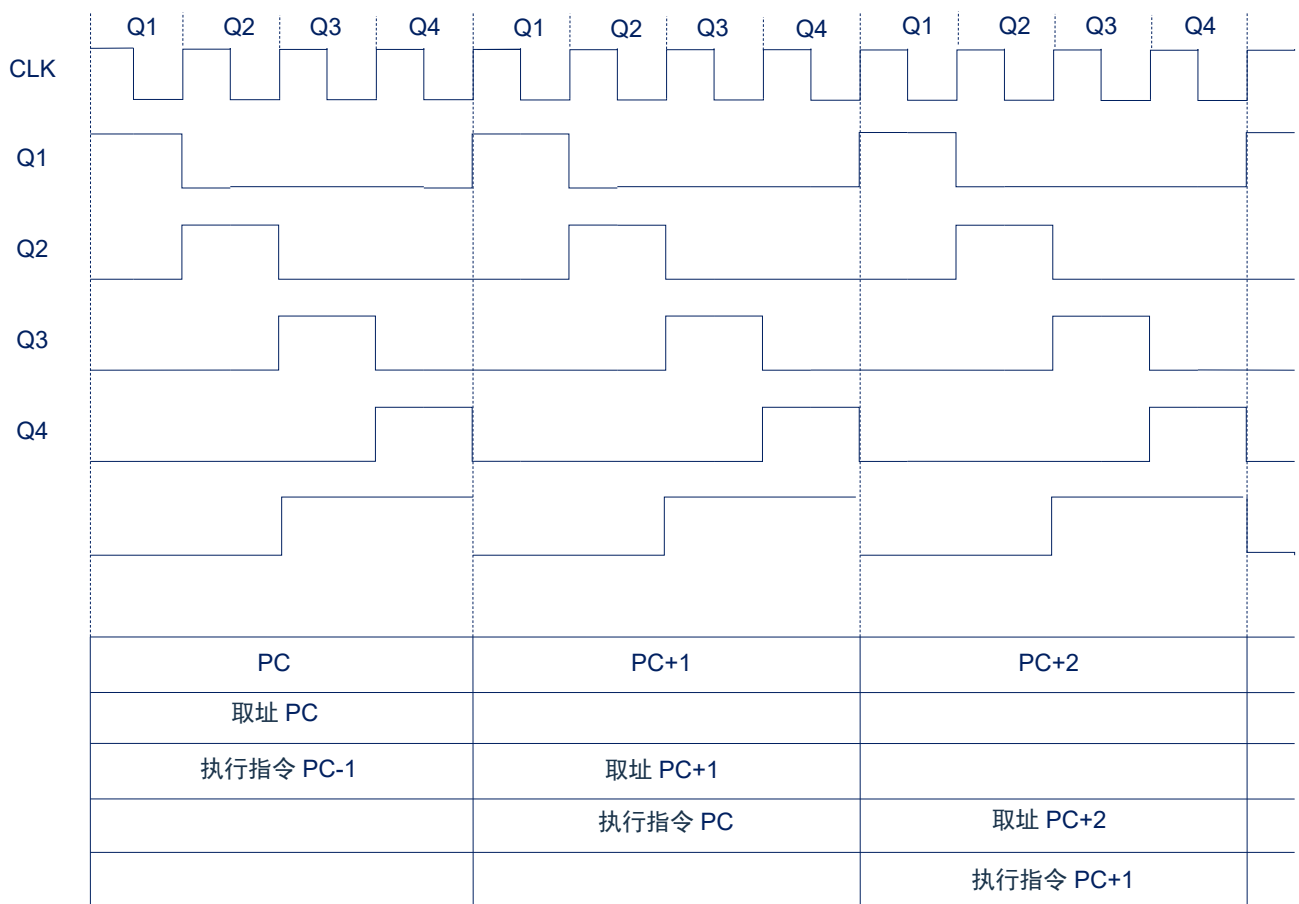 Q1 Q2 Q3 Q4 Q1 Q2 Q3 Q4 Q1 Q2 Q3 Q4
CLK
Q1
Q2
Q3
Q4
PC PC+1 PC+2
取址 PC
执行指令 PC-1 取址 PC+1
执行指令 PC 取址 PC+2
执行指令 PC+1